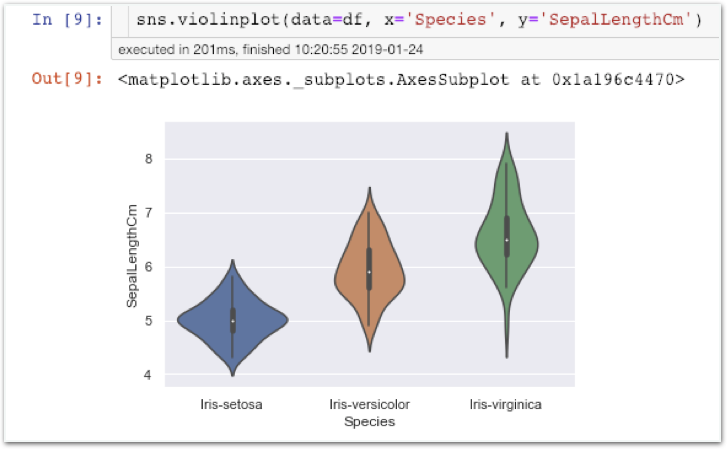 In [9]: sns.violinplot(data=df, x='Species', y='SepalLengthCm')
executed in 201ms, finished 10:20:55 2019-01-24
Out[9]: <matplotlib.axes._subplots.AxesSubplot at 0x1a196c4470>
8
7
6
5
4
SepalLengthCm
Iris-setosa Iris-versicolor Iris-virginica
Species